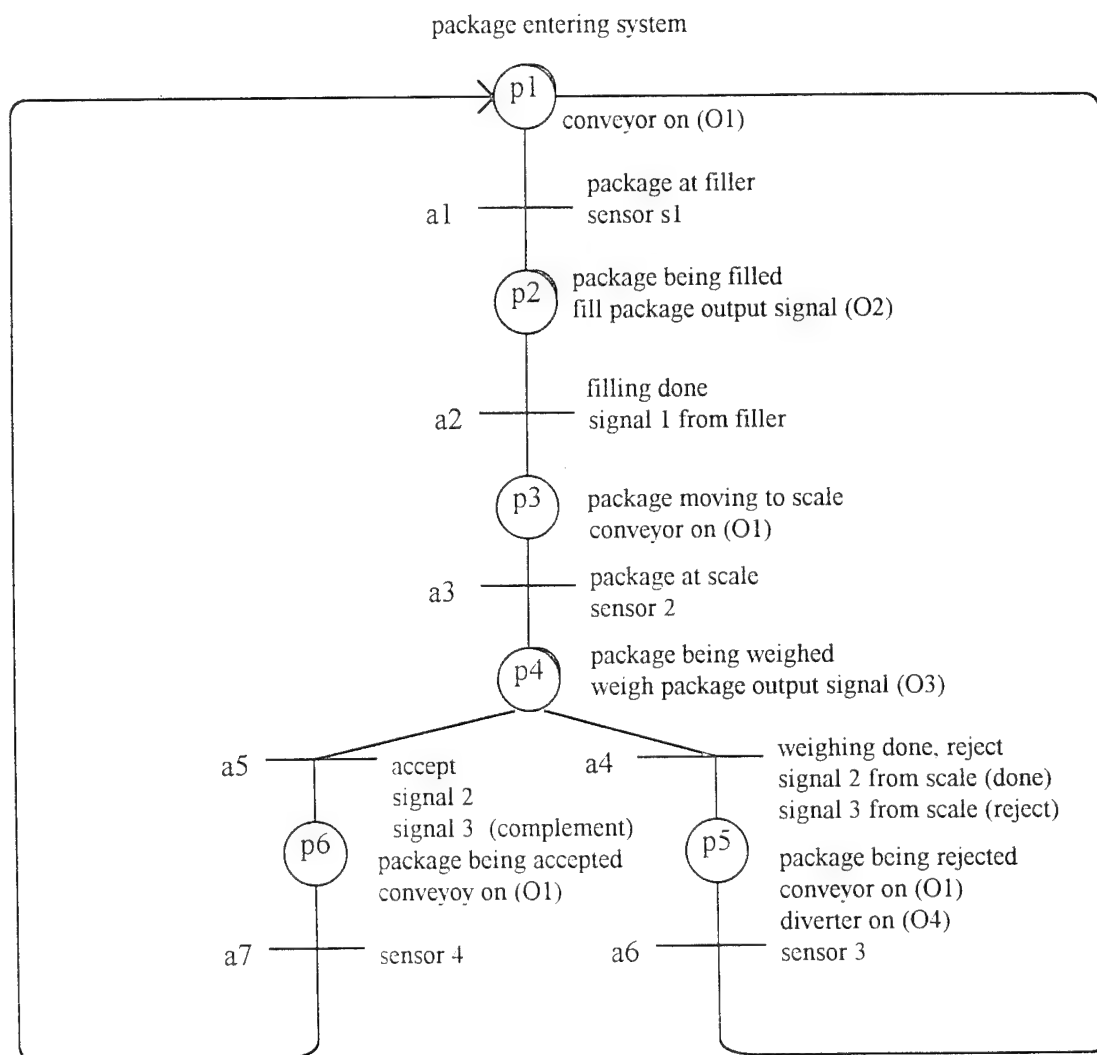 package entering system
p1
conveyor on (O1)
package at filler
a1
sensor s1
p2
package being filled
fill package output signal (O2)
filling done
a2
signal 1 from filler
p3
package moving to scale
conveyor on (O1)
a3
package at scale
sensor 2
p4
package being weighed
weigh package output signal (O3)
a5
accept
signal 2
signal 3 (complement)
p6
package being accepted
conveyoy on (O1)
a7
sensor 4
a4
weighing done, reject
signal 2 from scale (done)
signal 3 from scale (reject)
p5
package being rejected
conveyor on (O1)
diverter on (O4)
a6
sensor 3